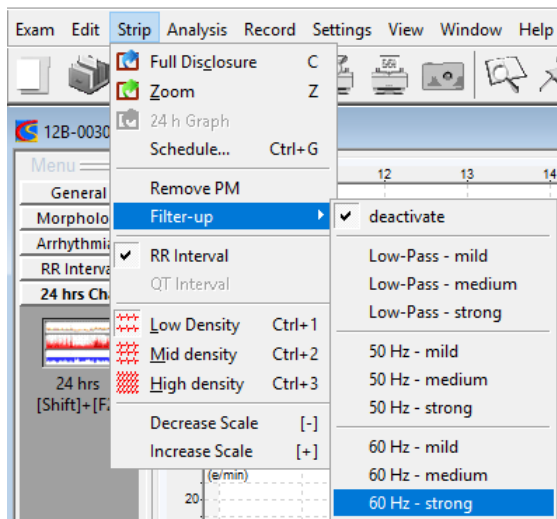 Exam Edit Strip Analysis Record Settings View Window Help
Full Disclosure C
Zoom Z
24 h Graph
Schedule... Ctrl+G
Remove PM
Filter-up
RR Interval
QT Interval
Low Density Ctrl+1
Mid density Ctrl+2
High density Ctrl+3
Decrease Scale [-]
Increase Scale [+]
deactivate
Low-Pass - mild
Low-Pass - medium
Low-Pass - strong
50 Hz - mild
50 Hz - medium
50 Hz - strong
60 Hz - mild
60 Hz - medium
60 Hz - strong
12B-0030
Menu
General
Morpholo
Arrhythmi
RR Interva
24 hrs Ch
24 hrs
[Shift]+[F
12 13 14
(e/min)
20